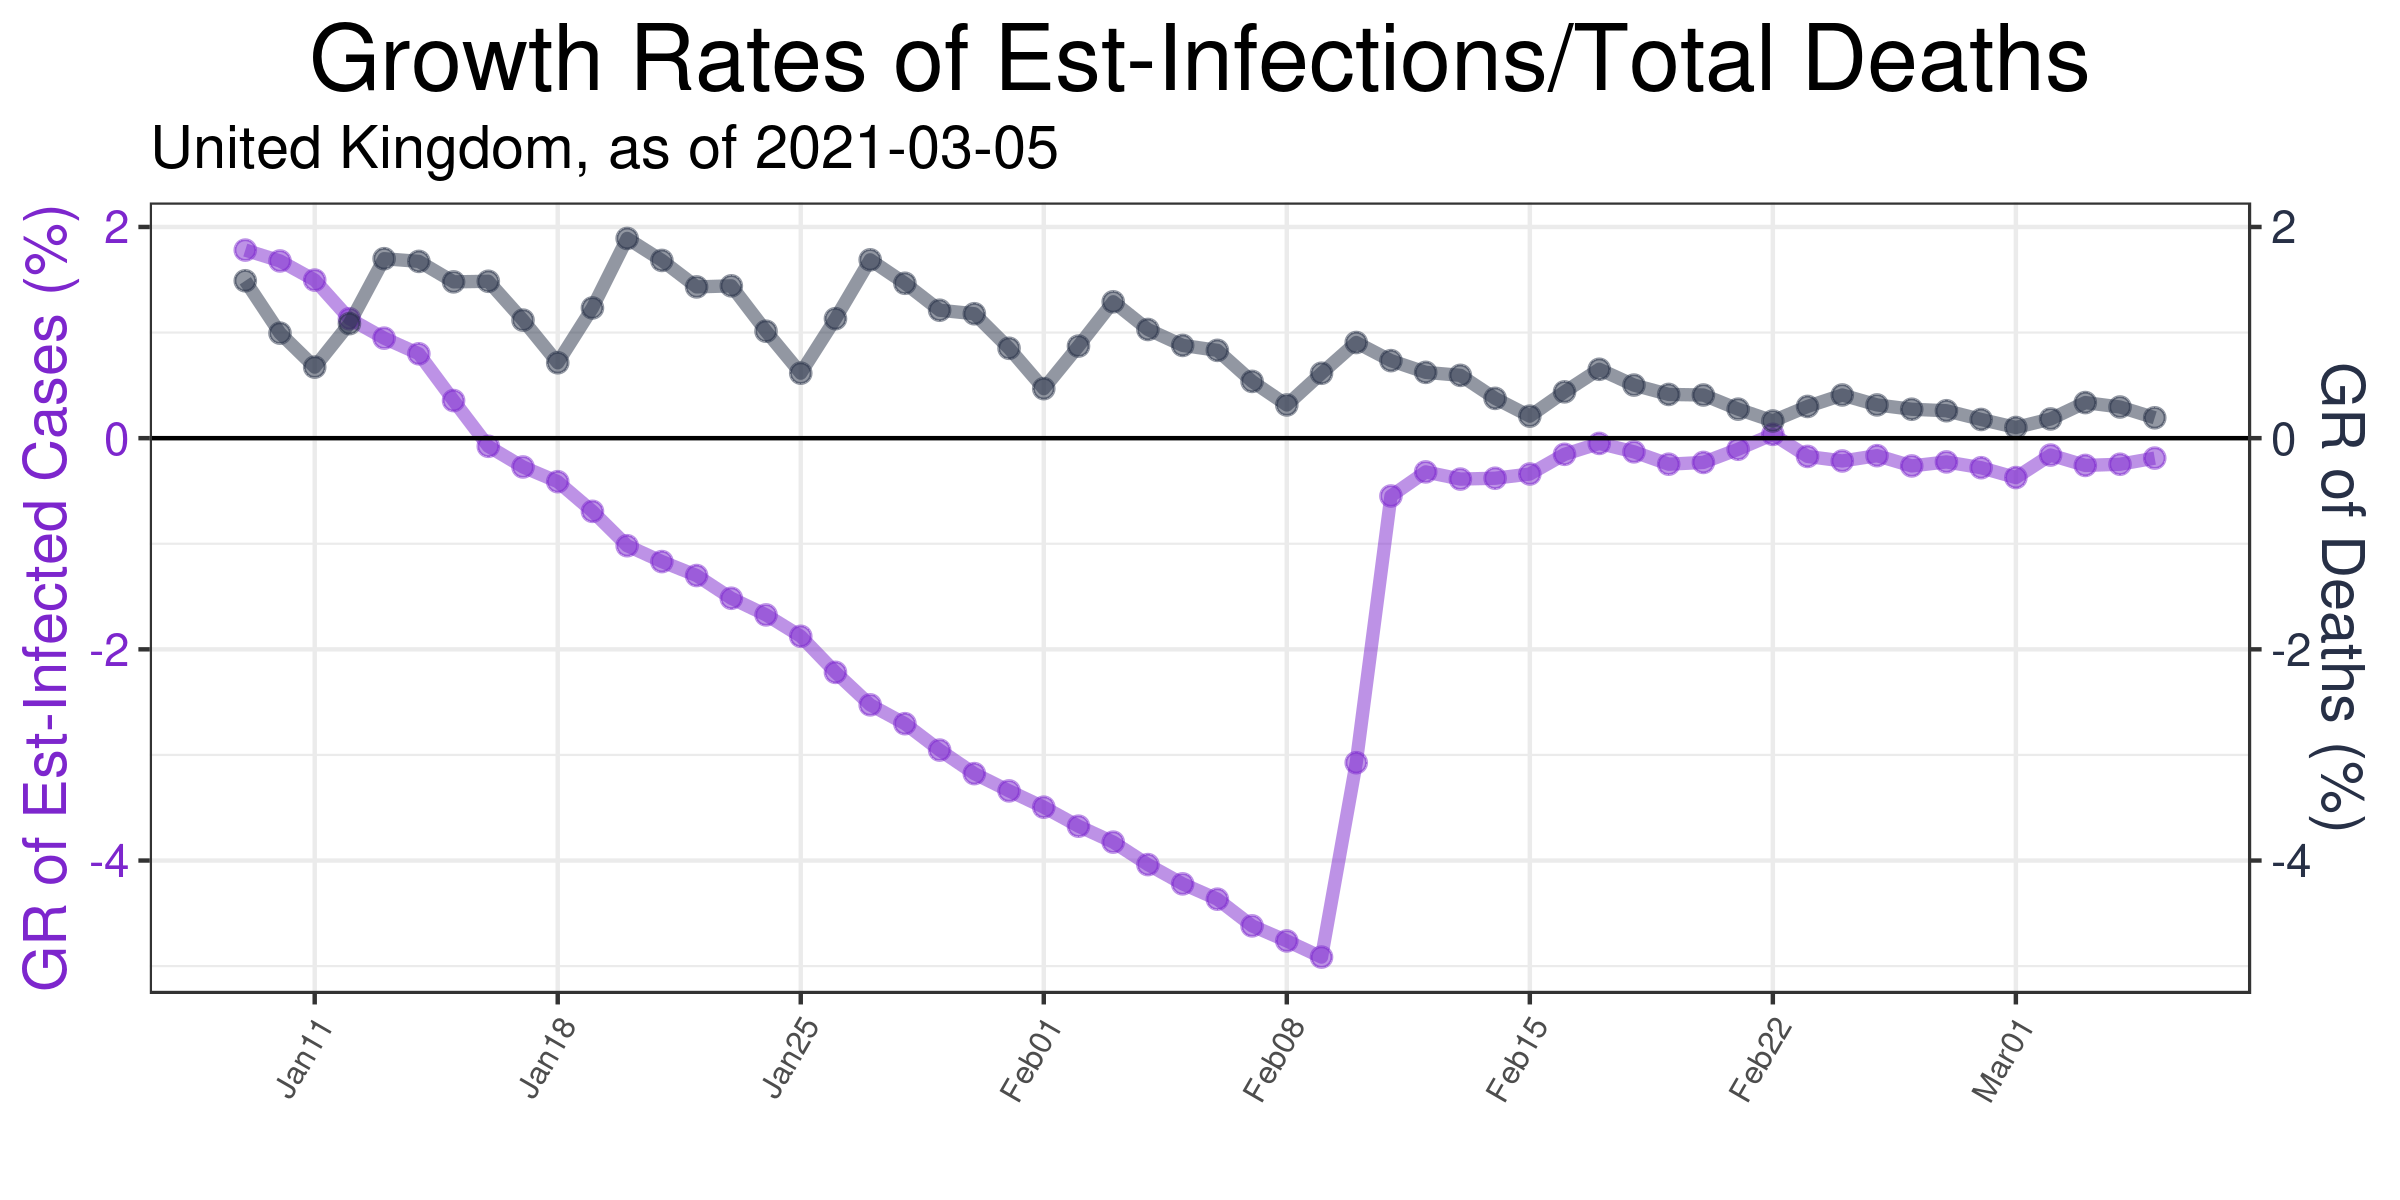 Growth Rates of Est-Infections/Total Deaths
United Kingdom, as of 2021-03-05
GR of Est-Infected Cases (%)
2
0
-2
-4
2
0
-2
-4
GR of Deaths (%)
Jan11
Jan18
Jan25
Feb01
Feb08
Feb15
Feb22
Mar01